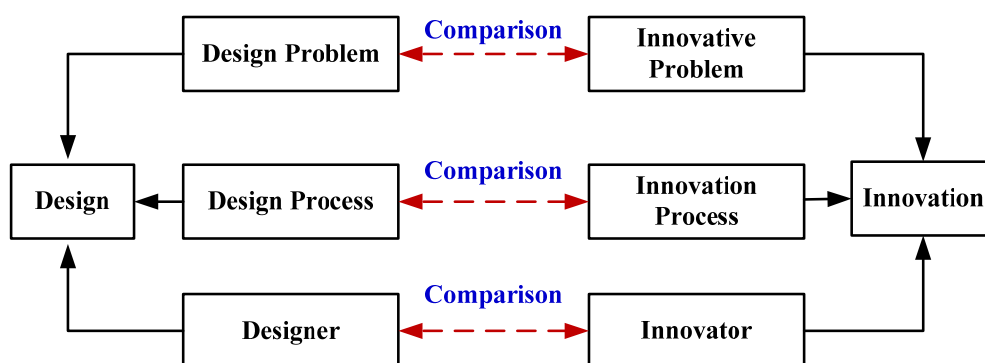 Comparison
Design Problem
Innovative
Problem
Comparison
Design
Design Process
Innovation
Process
Innovation
Comparison
Designer
Innovator